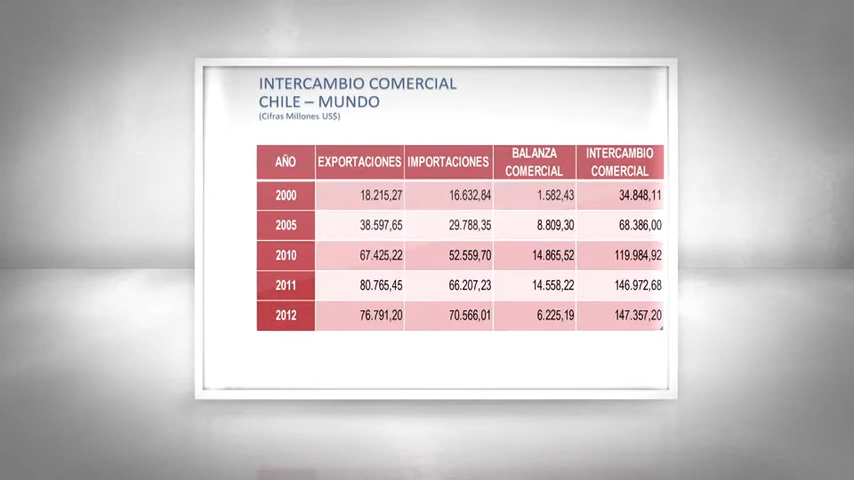 INTERCAMBIO COMERCIAL
CHILE – MUNDO
(Cifras Millones US$)
AÑO EXPORTACIONES IMPORTACIONES BALANZA COMERCIAL INTERCAMBIO COMERCIAL
2000 18.215,27 16.632,84 1.582,43 34.848,11
2005 38.597,65 29.788,35 8.809,30 68.386,00
2010 67.425,22 52.559,70 14.865,52 119.984,92
2011 80.765,45 66.207,23 14.558,22 146.972,68
2012 76.791,20 70.566,01 6.225,19 147.357,20